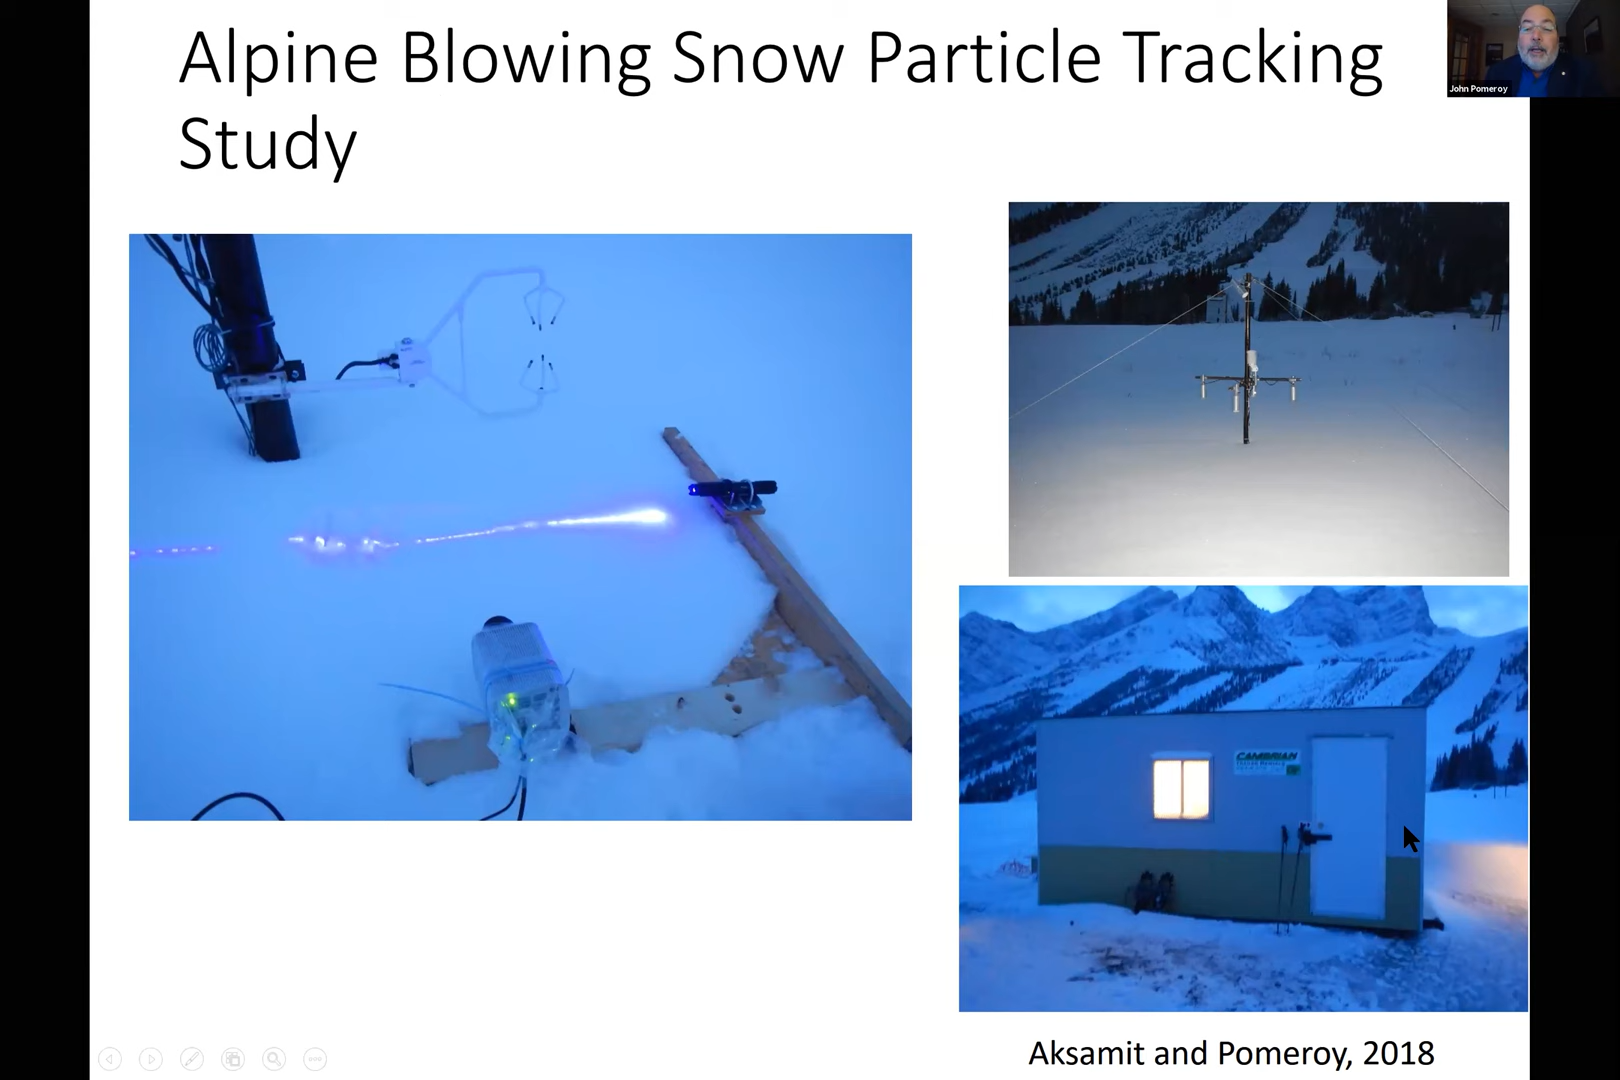 Alpine Blowing Snow Particle Tracking
Study
John Pomeroy
CAMBRIAN
Aksamit and Pomeroy, 2018